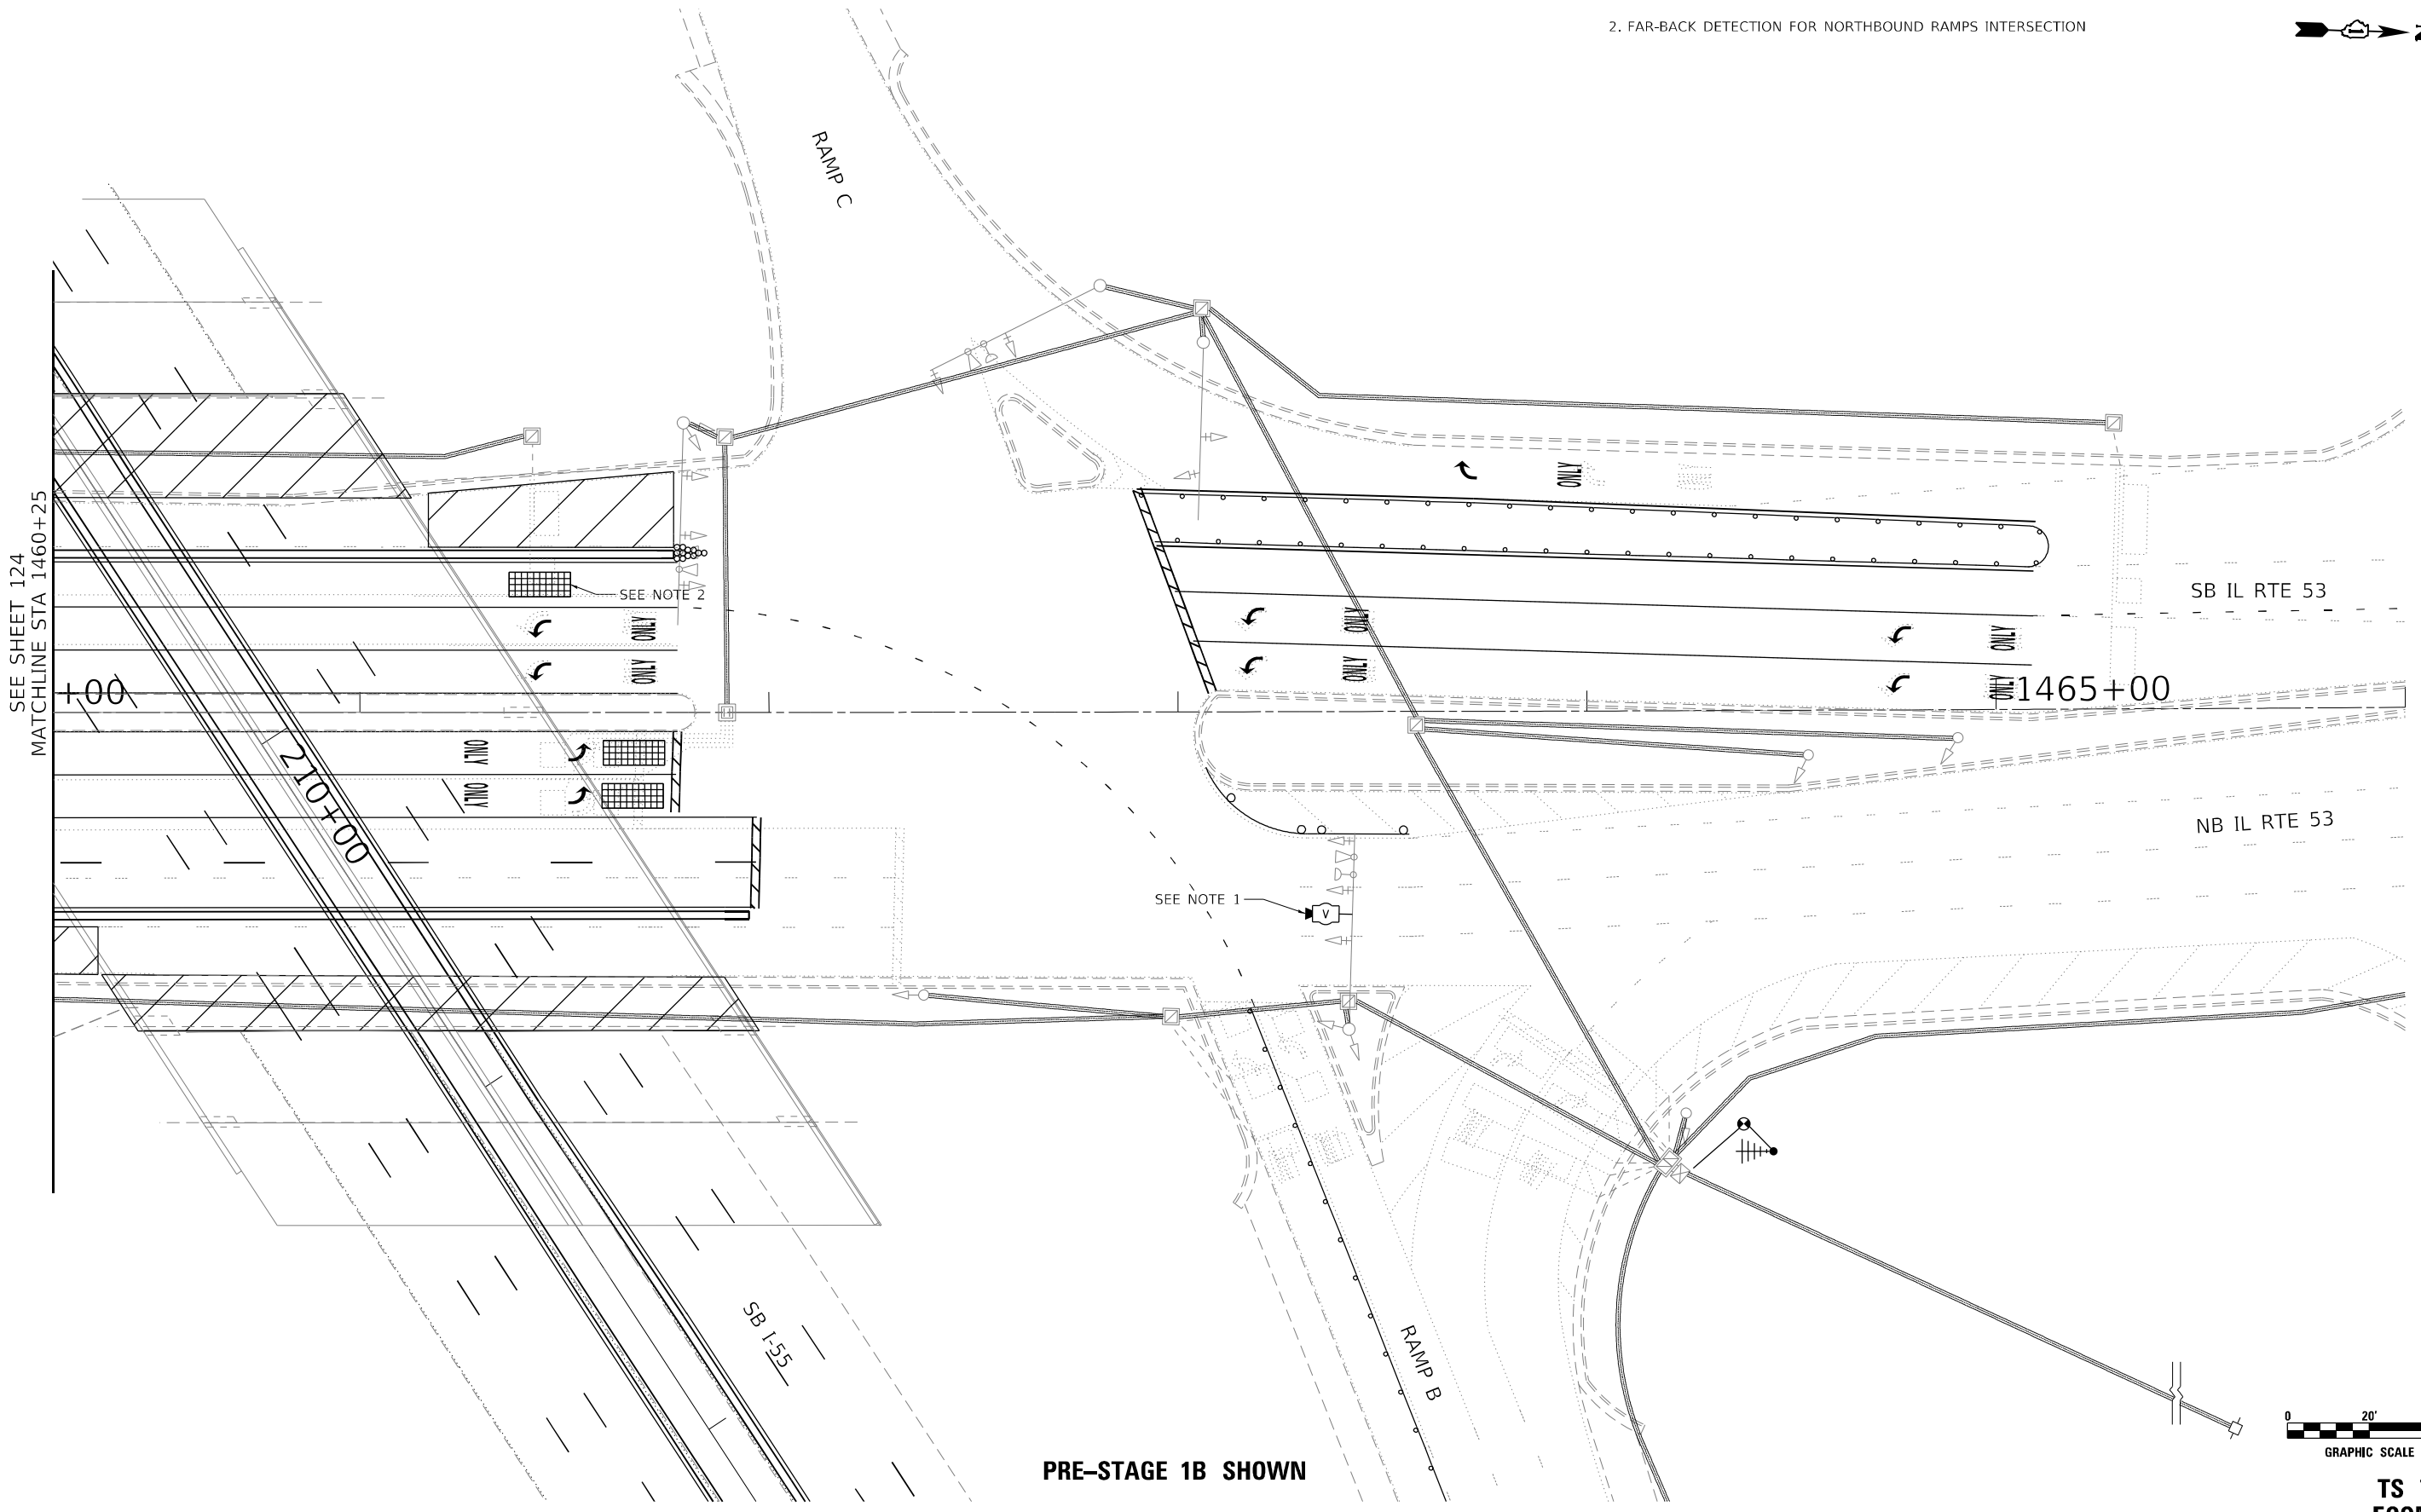 2. FAR-BACK DETECTION FOR NORTHBOUND RAMPS INTERSECTION
RAMP C
SEE SHEET 124
MATCHLINE STA 1460+25
ONLY
SEE NOTE 2
SB IL RTE 53
ONLY
ONLY
ONLY
ONLY
ONLY
ONLY
+00
1465+00
ONLY
ONLY
210+00
NB IL RTE 53
SEE NOTE 1
V
SB I-55
RAMP B
0 20'
GRAPHIC SCALE
PRE-STAGE 1B SHOWN
TS